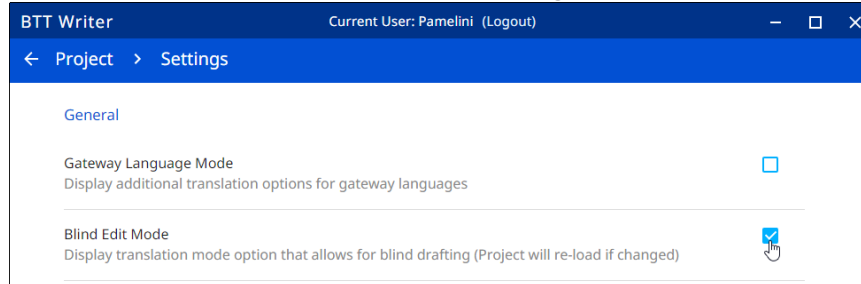 BTT Writer Current User: Pamelini (Logout)
Project > Settings
General
Gateway Language Mode
Display additional translation options for gateway languages
Blind Edit Mode
Display translation mode option that allows for blind drafting (Project will re-load if changed)